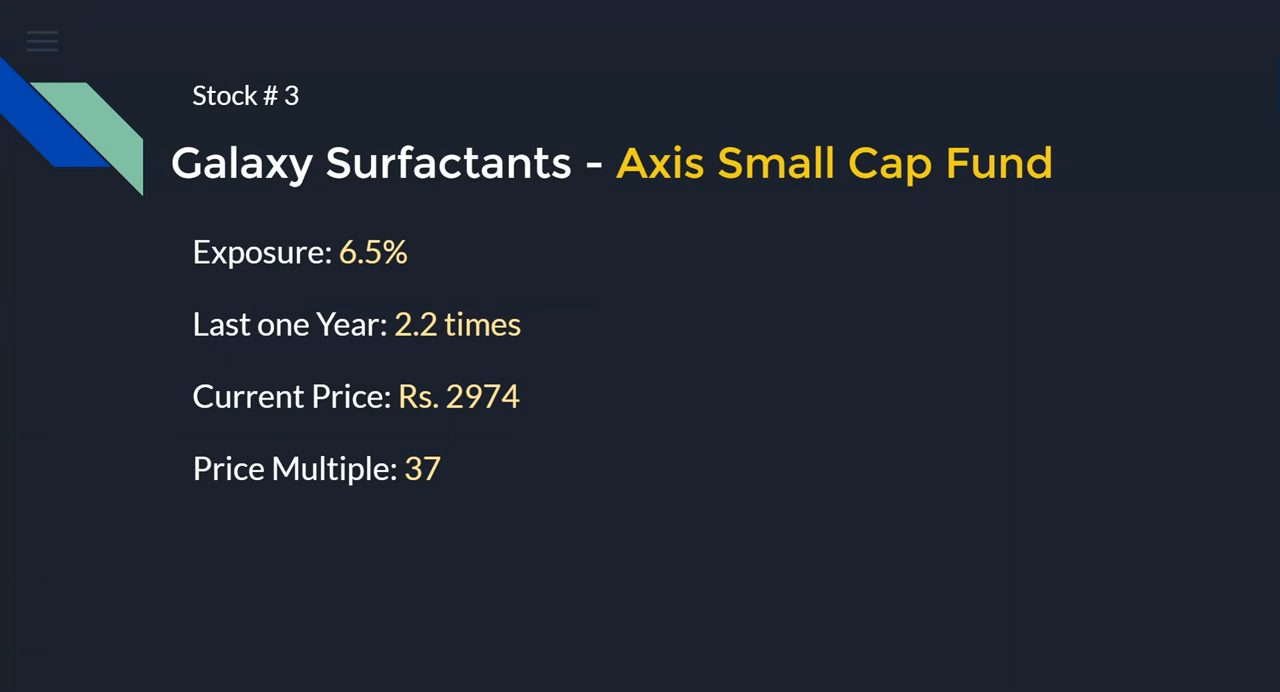 Stock # 3
Galaxy Surfactants - Axis Small Cap Fund
Exposure: 6.5%
Last one Year: 2.2 times
Current Price: Rs. 2974
Price Multiple: 37